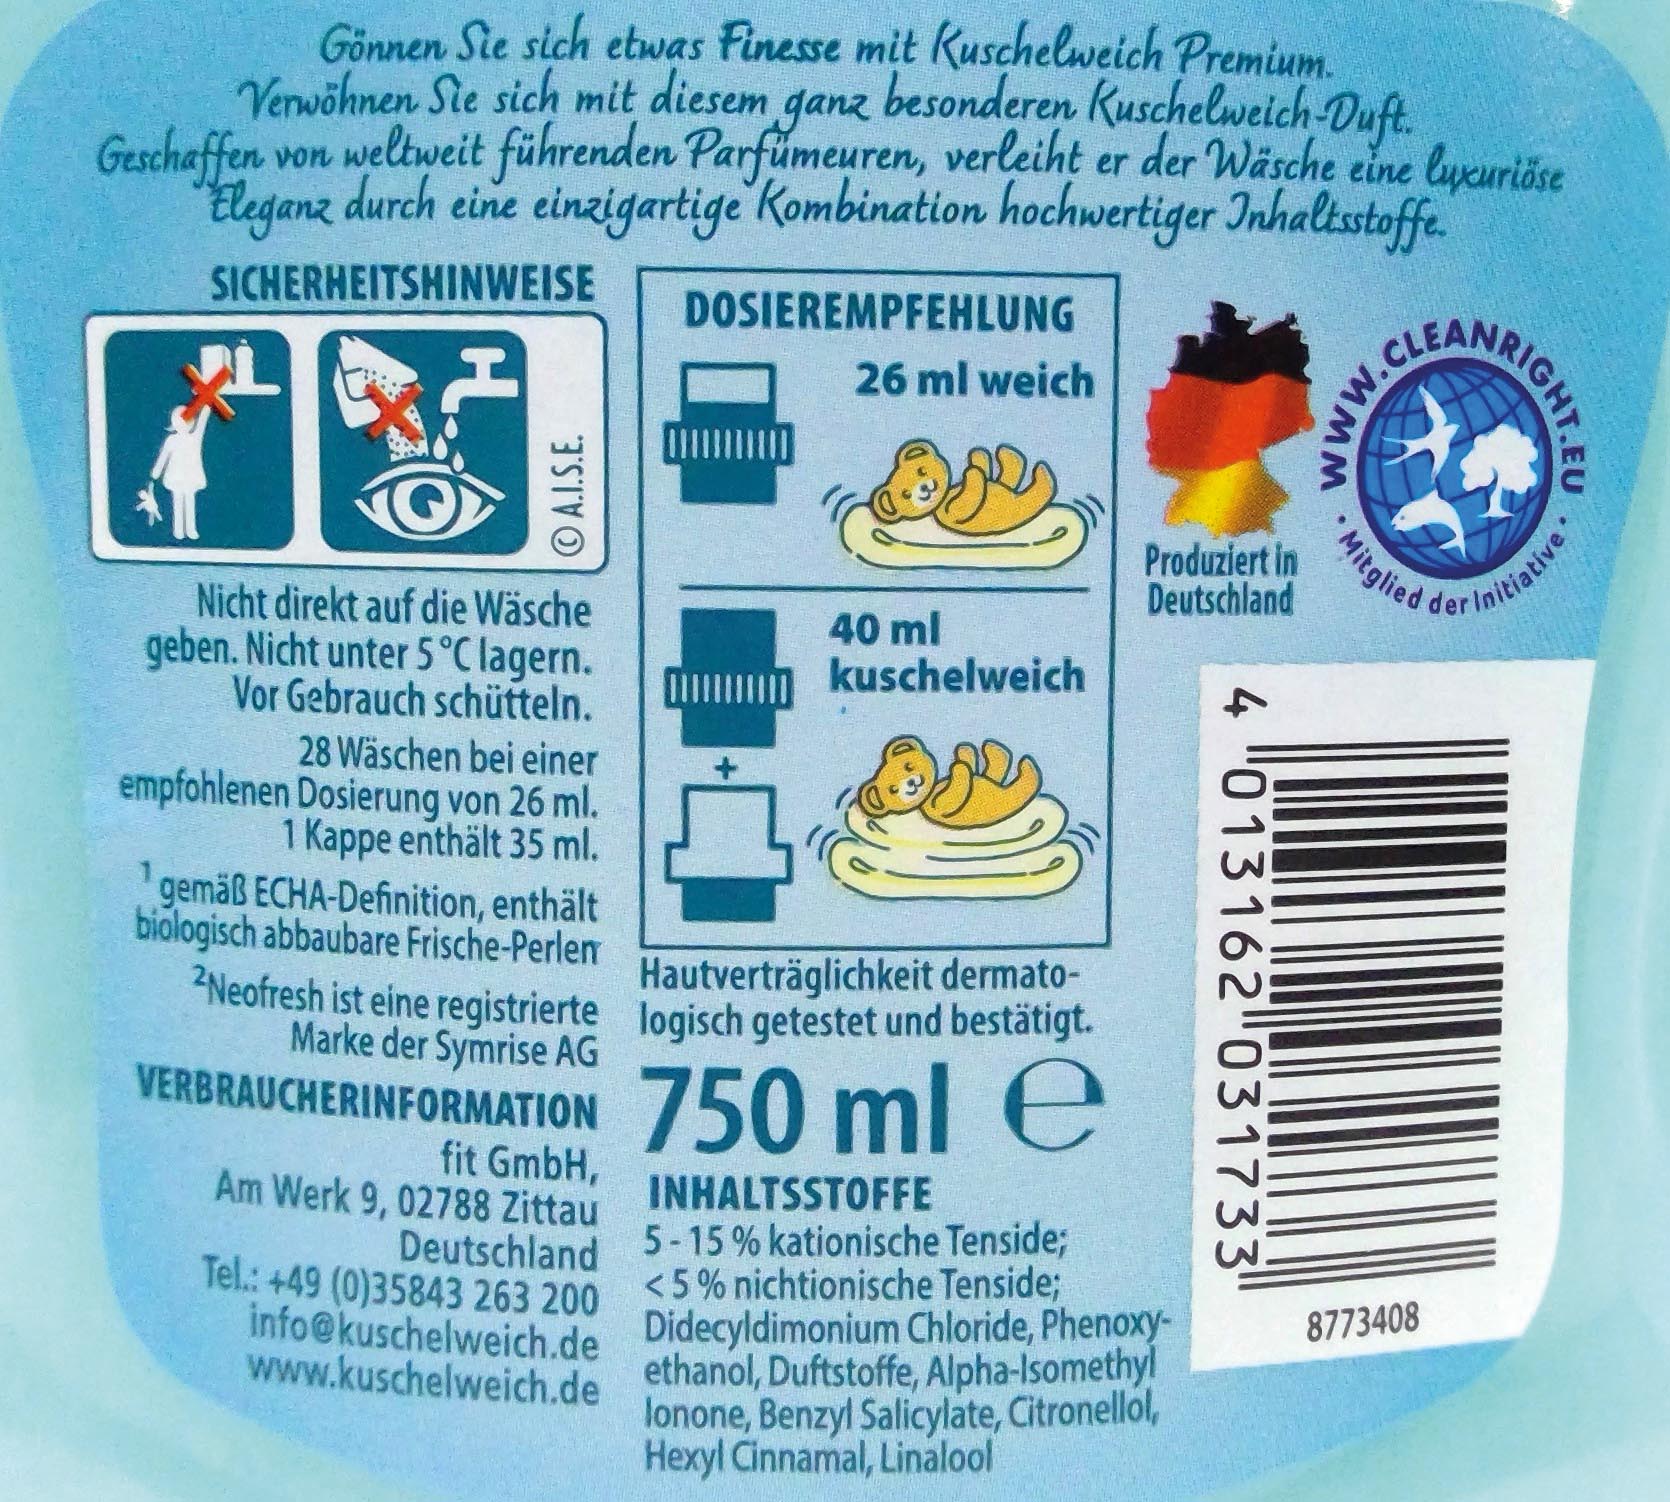 Gönnen Sie sich etwas Finesse mit Kuschelweich Premium.
Verwöhnen Sie sich mit diesem ganz besonderen Kuschelweich-Duft.
Geschaffen von weltweit führenden Parfümeuren, verleiht er der Wäsche eine luxuriöse
Eleganz durch eine einzigartige Kombination hochwertiger Inhaltsstoffe.
SICHERHEITSHINWEISE
© A.I.S.E.
Nicht direkt auf die Wäsche
geben. Nicht unter 5 °C lagern.
Vor Gebrauch schütteln.
28 Wäschen bei einer
empfohlenen Dosierung von 26 ml.
1 Kappe enthält 35 ml.
¹ gemäß ECHA-Definition, enthält
biologisch abbaubare Frische-Perlen
²Neofresh ist eine registrierte
Marke der Symrise AG
VERBRAUCHERINFORMATION
fit GmbH,
Am Werk 9, 02788 Zittau
Deutschland
Tel.: +49 (0)35843 263 200
info@kuschelweich.de
www.kuschelweich.de
DOSIEREMPFEHLUNG
26 ml weich
40 ml
kuschelweich
+
Hautverträglichkeit dermato-
logisch getestet und bestätigt.
750 ml ℮
INHALTSSTOFFE
5 - 15 % kationische Tenside;
< 5 % nichtionische Tenside;
Didecyldimonium Chloride, Phenoxy-
ethanol, Duftstoffe, Alpha-Isomethyl
Ionone, Benzyl Salicylate, Citronellol,
Hexyl Cinnamal, Linalool
Produziert in
Deutschland
WWW.CLEANRIGHT.EU
• Mitglied der Initiative •
4 013162 031733
8773408